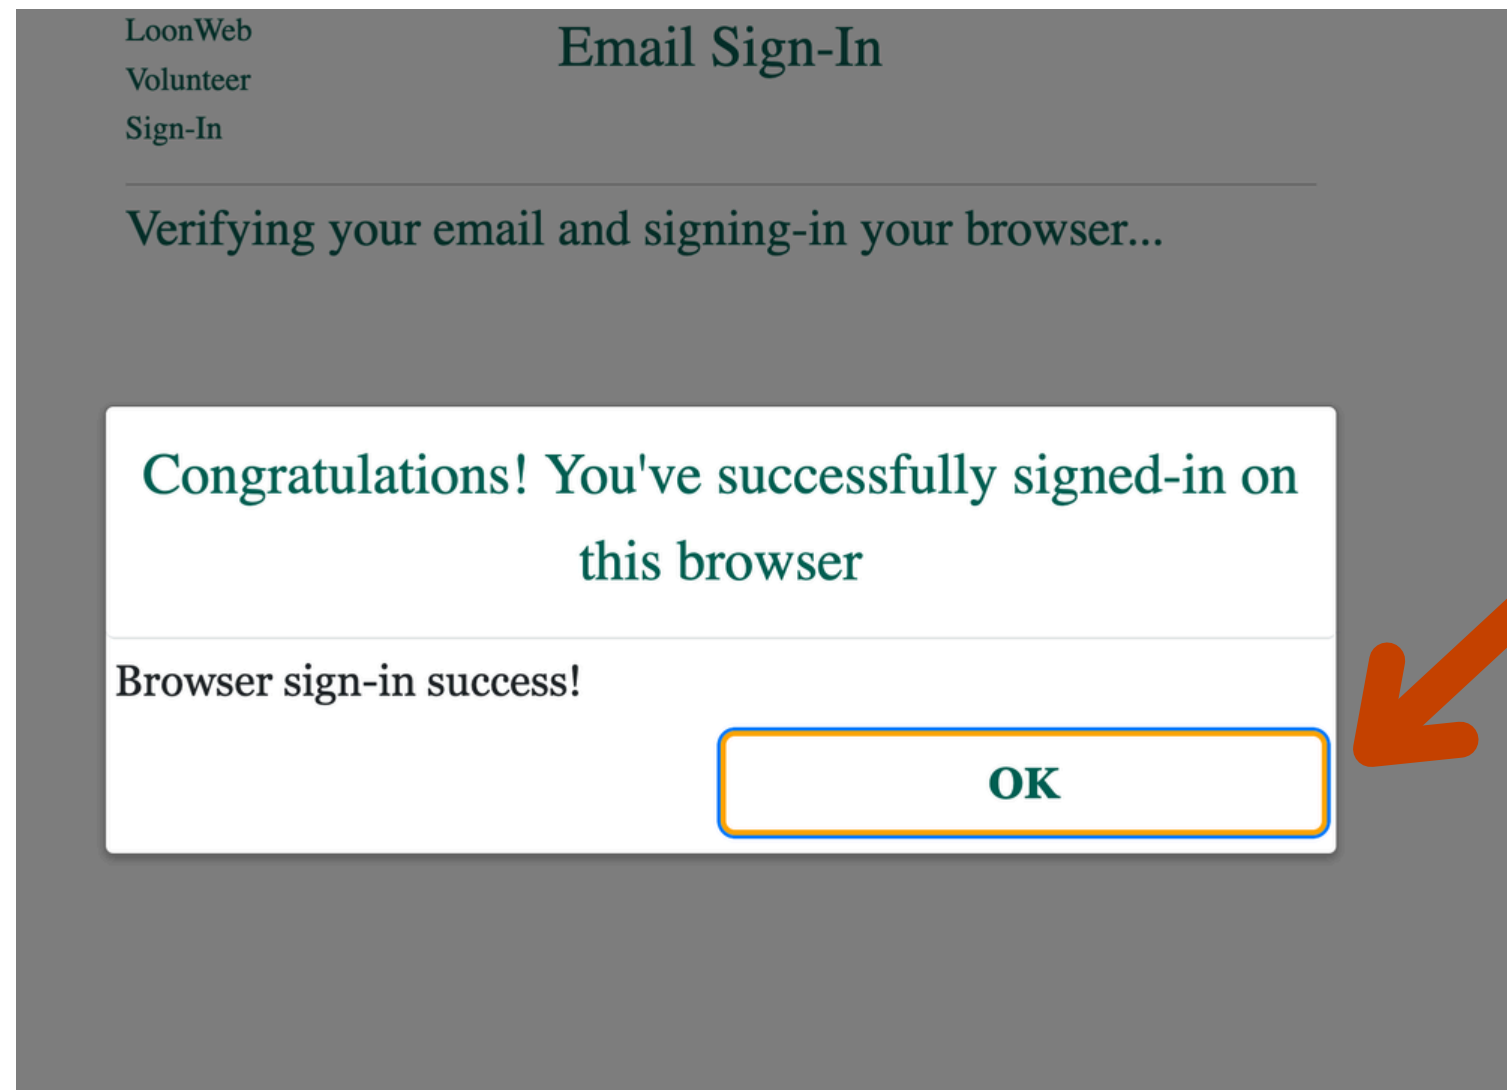 LoonWeb
Volunteer
Sign-In
Email Sign-In
Verifying your email and signing-in your browser...
Congratulations! You've successfully signed-in on
this browser
Browser sign-in success!
OK